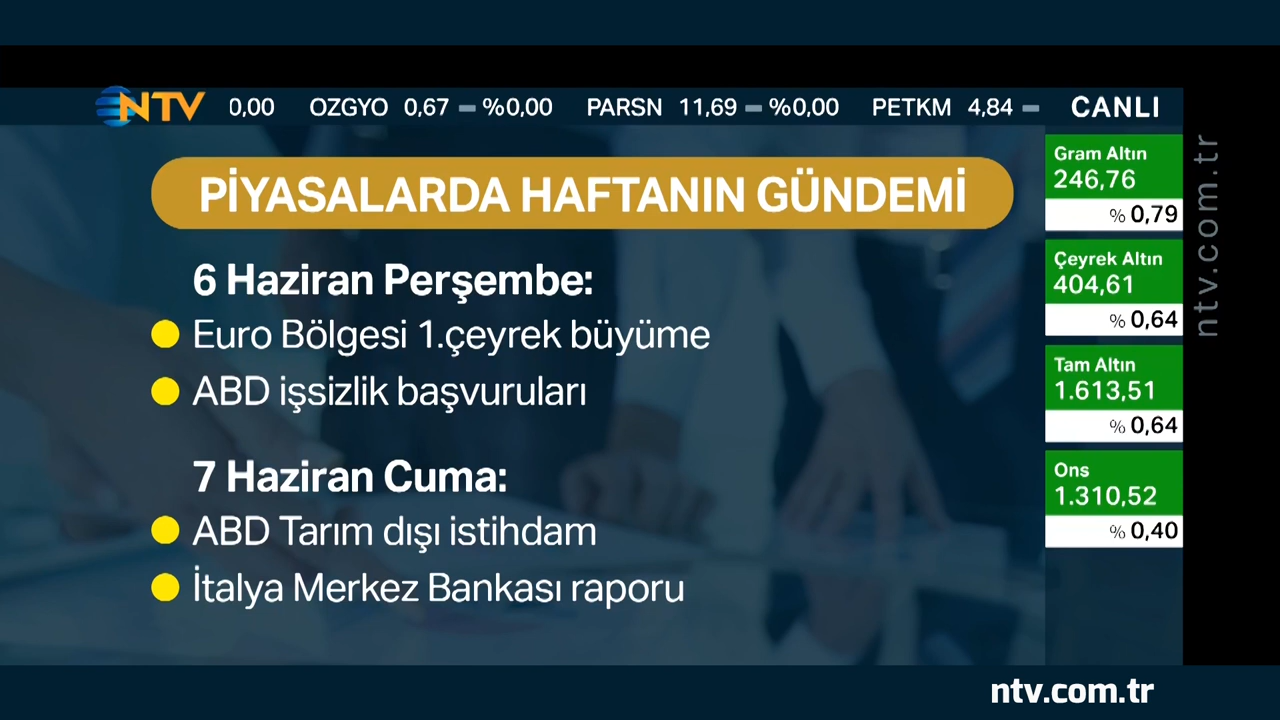 NTV 0,00 OZGYO 0,67 %0,00 PARSN 11,69 %0,00 PETKM 4,84 CANLI
PİYASALARDA HAFTANIN GÜNDEMİ
6 Haziran Perşembe:
Euro Bölgesi 1.çeyrek büyüme
ABD işsizlik başvuruları
7 Haziran Cuma:
ABD Tarım dışı istihdam
İtalya Merkez Bankası raporu
Gram Altın
246,76
% 0,79
Çeyrek Altın
404,61
% 0,64
Tam Altın
1.613,51
% 0,64
Ons
1.310,52
% 0,40
ntv.com.tr
ntv.com.tr